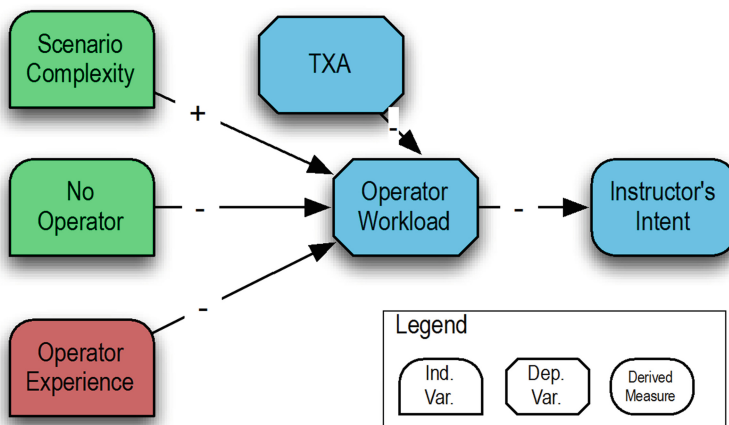 Scenario
Complexity
TXA
+
-
No
Operator
-
Operator
Workload
-
Instructor's
Intent
-
Operator
Experience
Legend
Ind.
Var.
Dep.
Var.
Derived
Measure